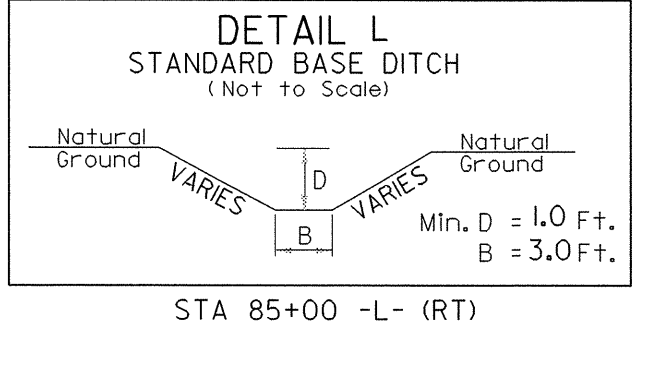 DETAIL L
STANDARD BASE DITCH
(Not to Scale)
Natural
Ground
VARIES
D
B
VARIES
Natural
Ground
Min. D = 1.0 Ft.
B = 3.0 Ft.
STA 85+00 -L- (RT)